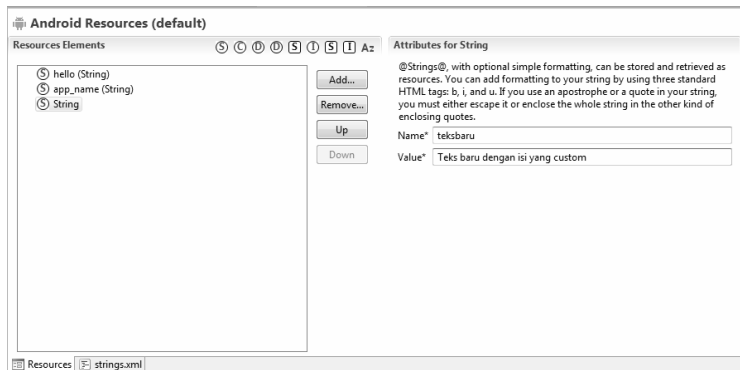 Android Resources (default)
Resources Elements
S C D D S I S I Az
S hello (String)
S app_name (String)
S String
Add...
Remove...
Up
Down
Attributes for String
@Strings@, with optional simple formatting, can be stored and retrieved as
resources. You can add formatting to your string by using three standard
HTML tags: b, i, and u. If you use an apostrophe or a quote in your string,
you must either escape it or enclose the whole string in the other kind of
enclosing quotes.
Name* teksbaru
Value* Teks baru dengan isi yang custom
Resources strings.xml